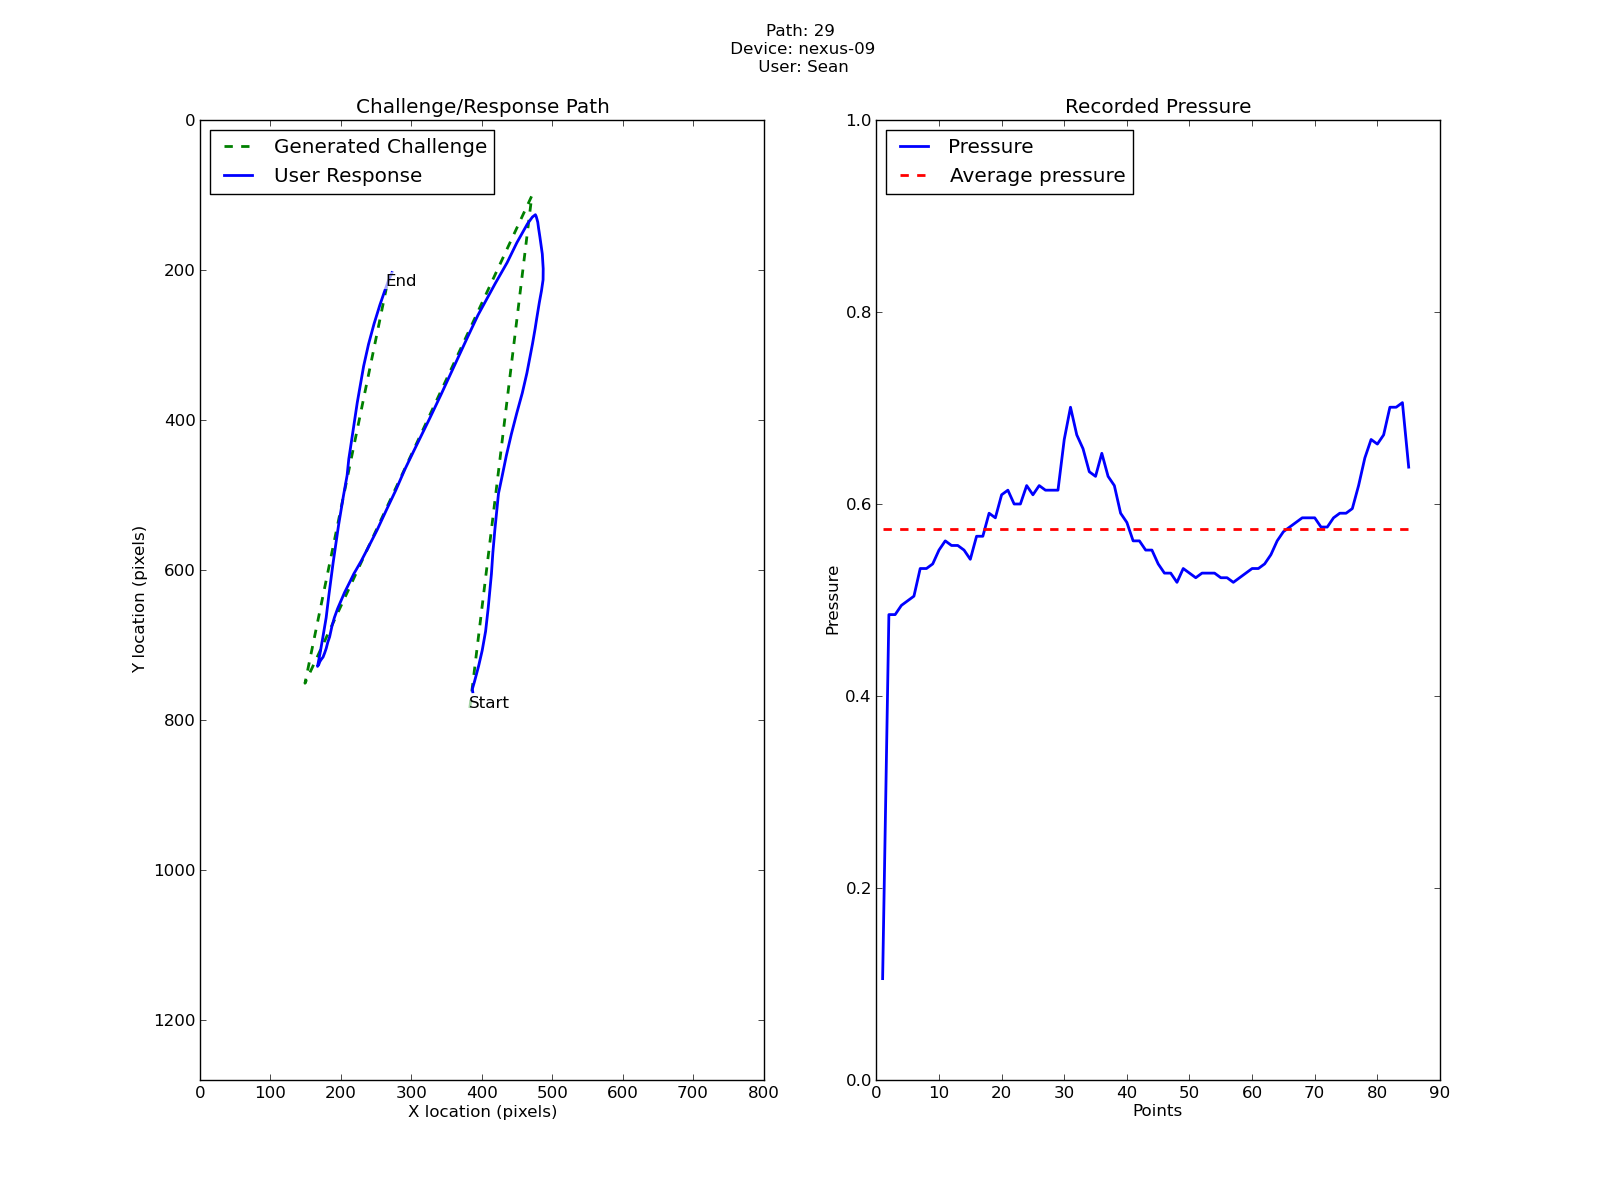 Path: 29
Device: nexus-09
User: Sean
Challenge/Response Path
Generated Challenge
User Response
End
Start
0
200
400
600
800
1000
1200
Y location (pixels)
0 100 200 300 400 500 600 700 800
X location (pixels)
Recorded Pressure
Pressure
Average pressure
1.0
0.8
0.6
0.4
0.2
0.0
Pressure
0 10 20 30 40 50 60 70 80 90
Points